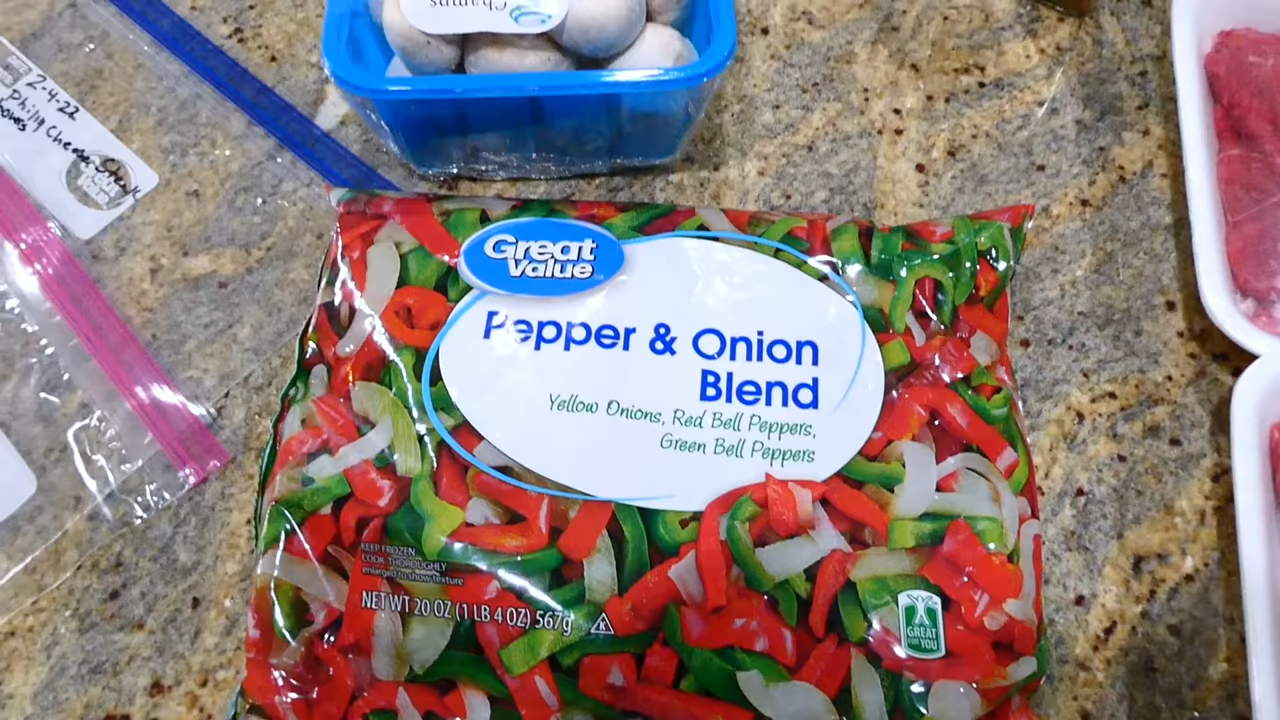 Champs
2-4-22
Philly Cheese Steak
Great
Value
Pepper & Onion
Blend
Yellow Onions, Red Bell Peppers,
Green Bell Peppers
KEEP FROZEN
COOK THOROUGHLY
enlarged to show texture
NET WT 20 OZ (1 LB 4 OZ) 567g
K
GREAT
FOR YOU